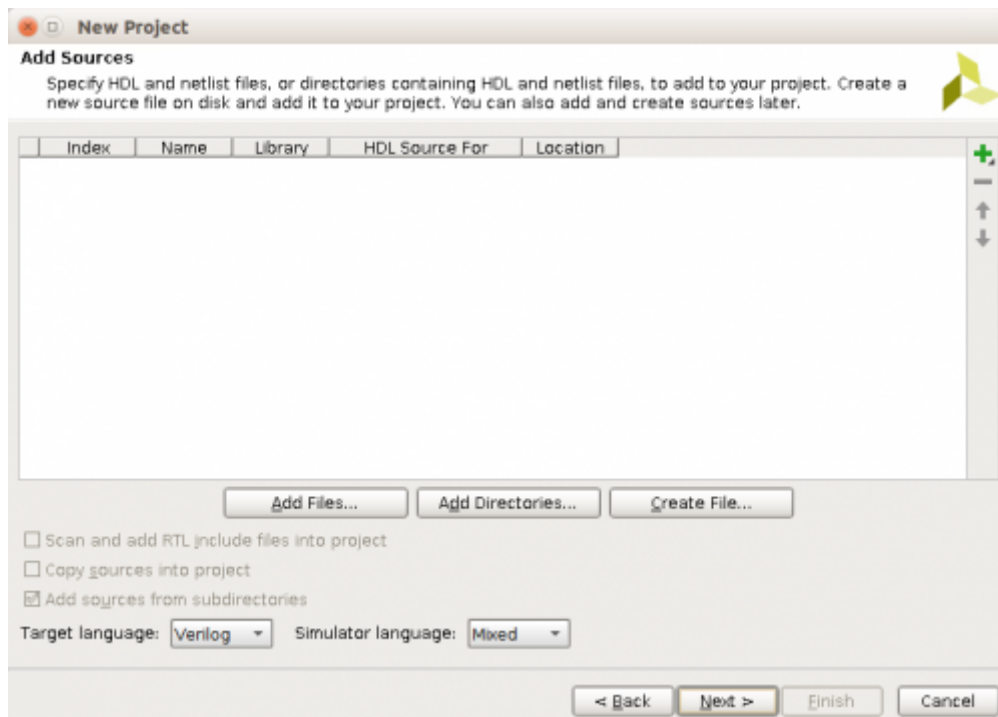 New Project
Add Sources
Specify HDL and netlist files, or directories containing HDL and netlist files, to add to your project. Create a
new source file on disk and add it to your project. You can also add and create sources later.
Index Name Library HDL Source For Location
Add Files... Add Directories... Create File...
Scan and add RTL include files into project
Copy sources into project
Add sources from subdirectories
Target language: Verilog Simulator language: Mixed
< Back Next > Finish Cancel